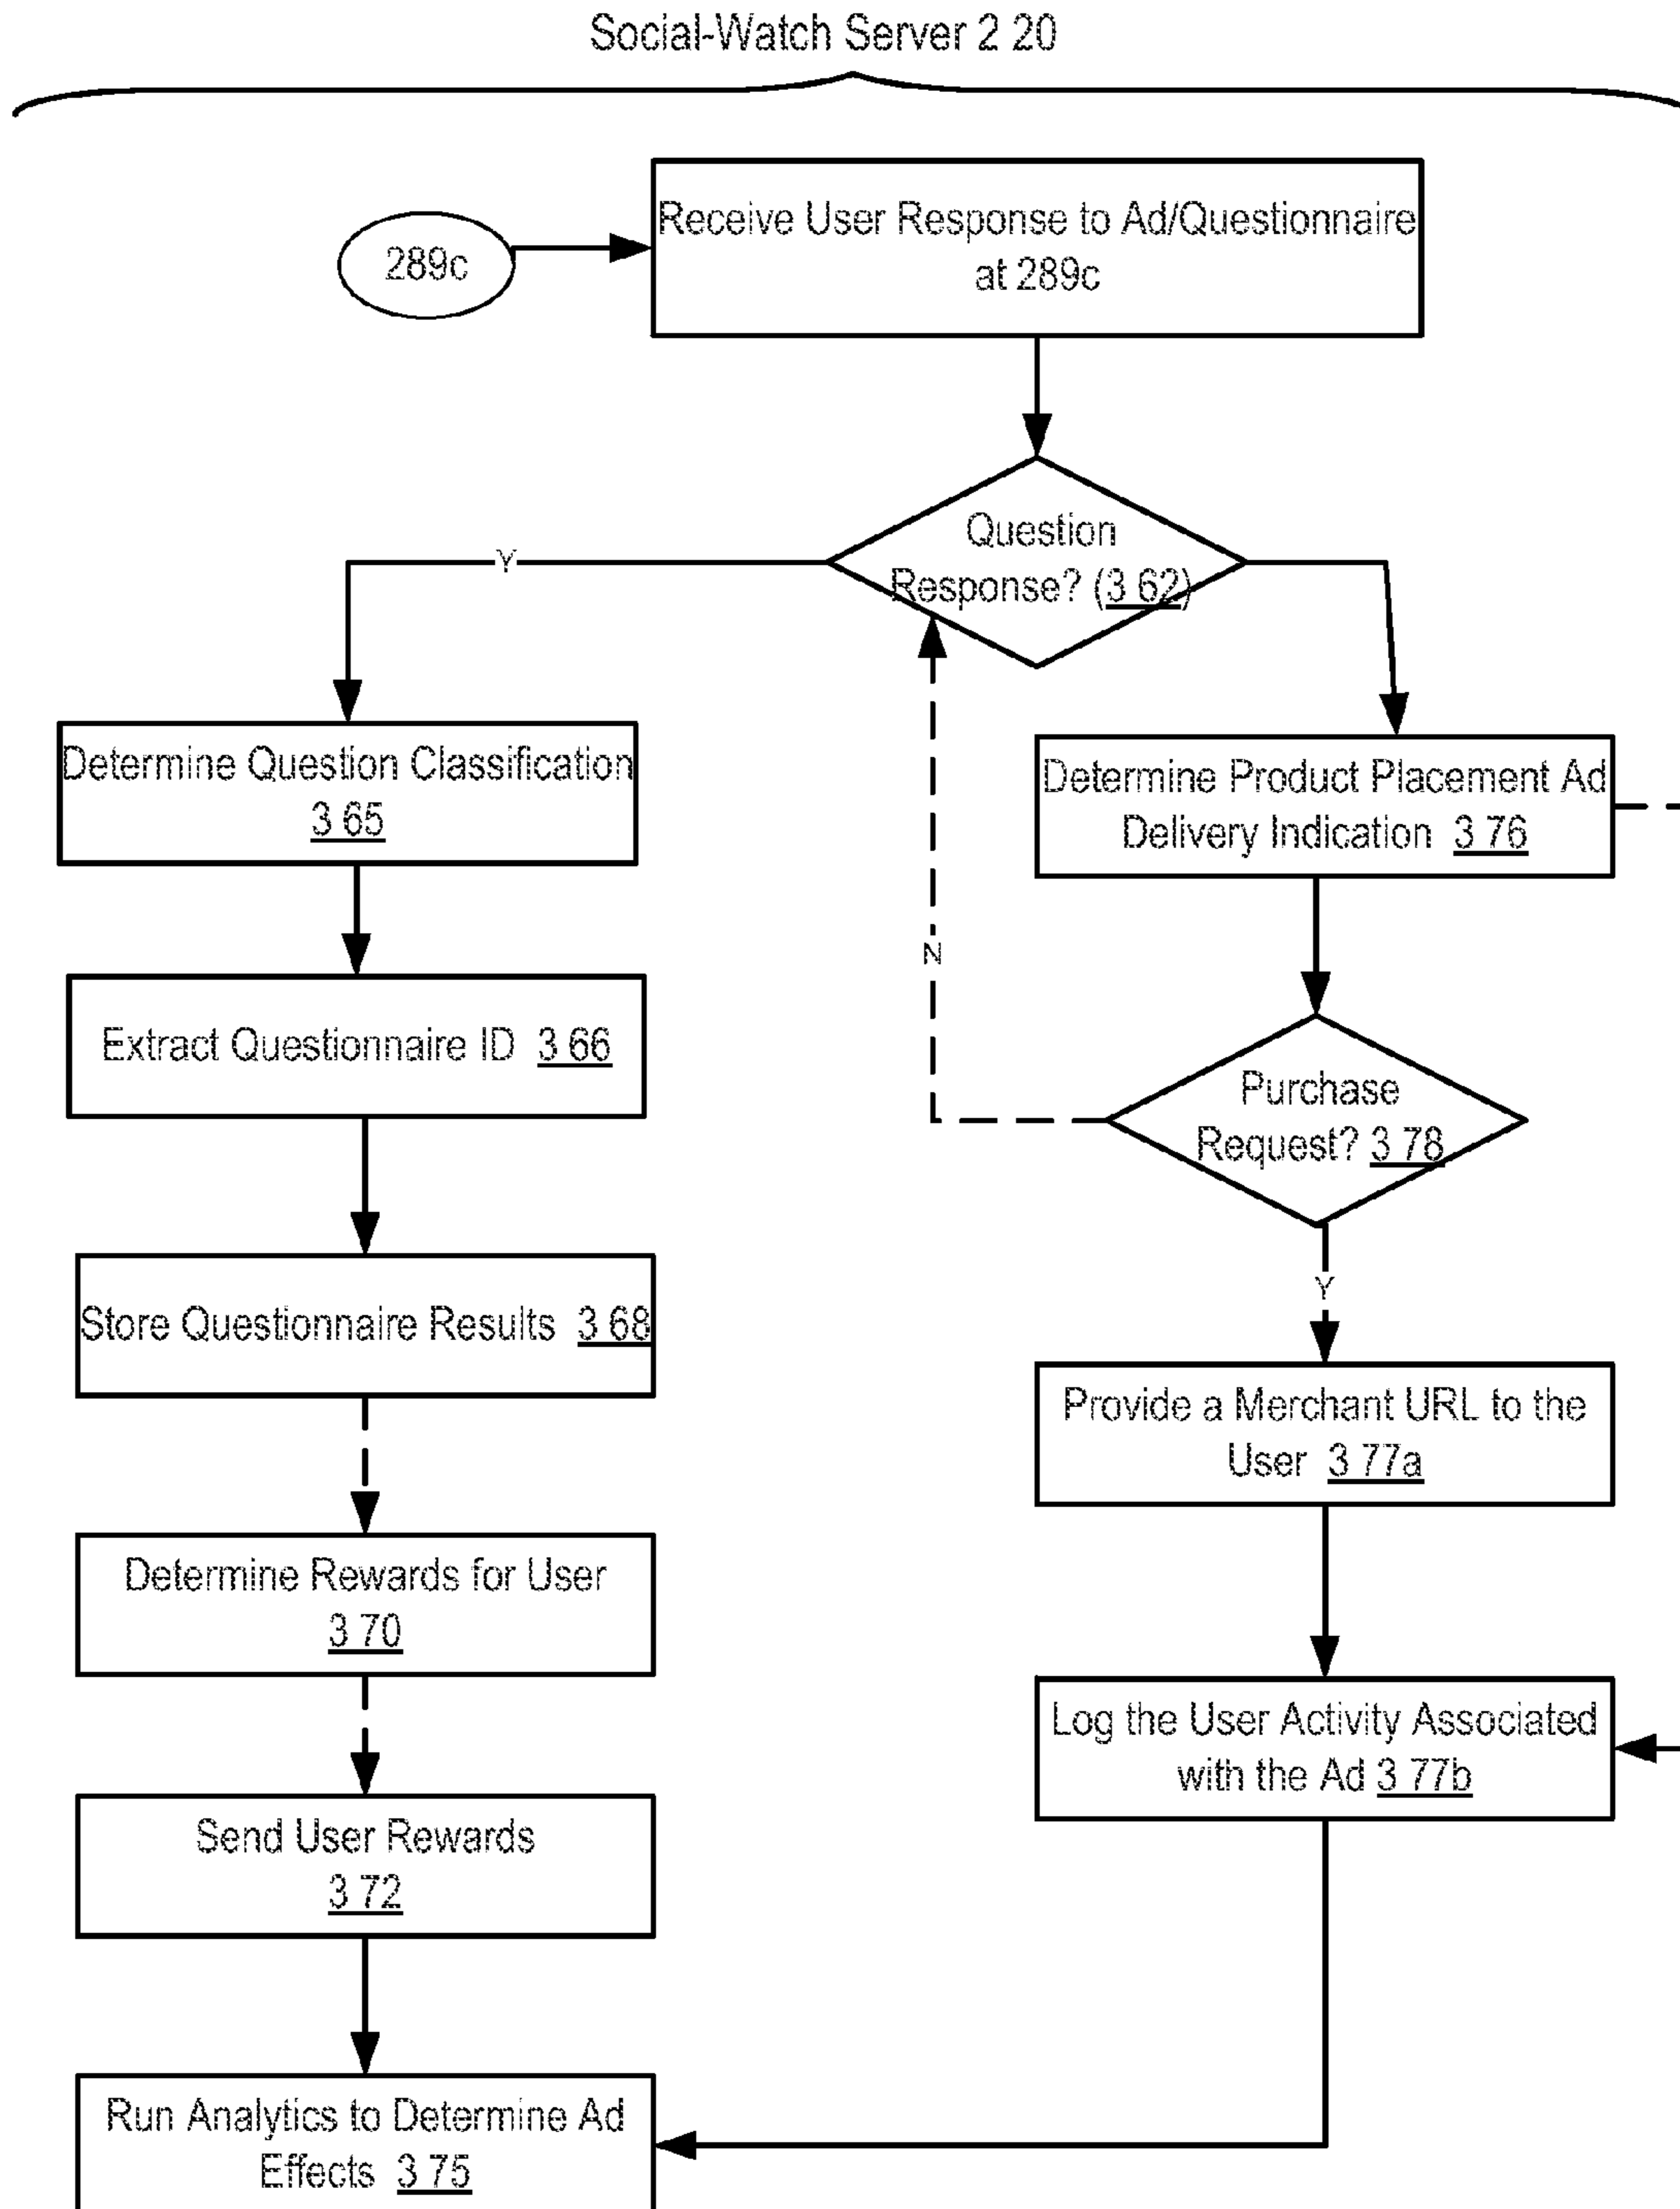 Social-Watch Server 2 20
289c
Receive User Response to Ad/Questionnaire
at 289c
Question
Response? (3 62)
Y
Determine Question Classification
3 65
Determine Product Placement Ad
Delivery Indication 3 76
N
Extract Questionnaire ID 3 66
Purchase
Request? 3 78
Y
Store Questionnaire Results 3 68
Provide a Merchant URL to the
User 3 77a
Determine Rewards for User
3 70
Log the User Activity Associated
with the Ad 3 77b
Send User Rewards
3 72
Run Analytics to Determine Ad
Effects 3 75